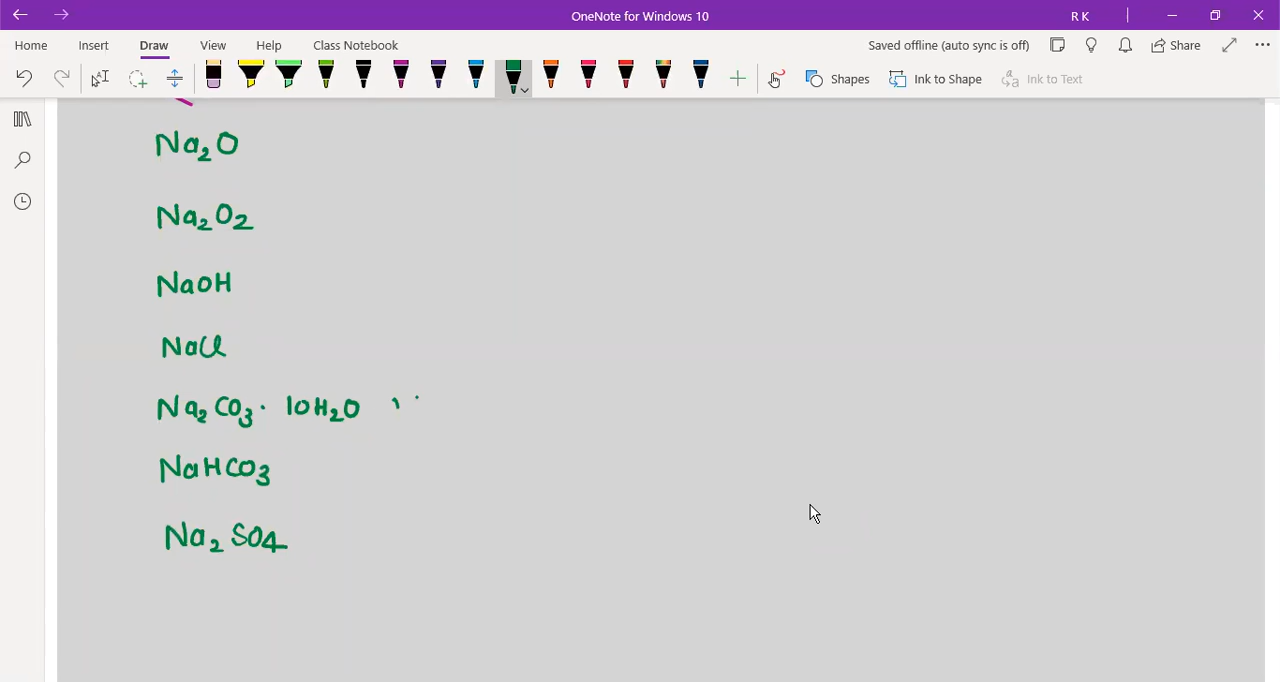 OneNote for Windows 10 R K
Home Insert Draw View Help Class Notebook Saved offline (auto sync is off) Share
Shapes Ink to Shape Ink to Text
Na₂O
Na₂O₂
NaOH
NaCl
Na₂CO₃ · 10H₂O
NaHCO₃
Na₂SO₄